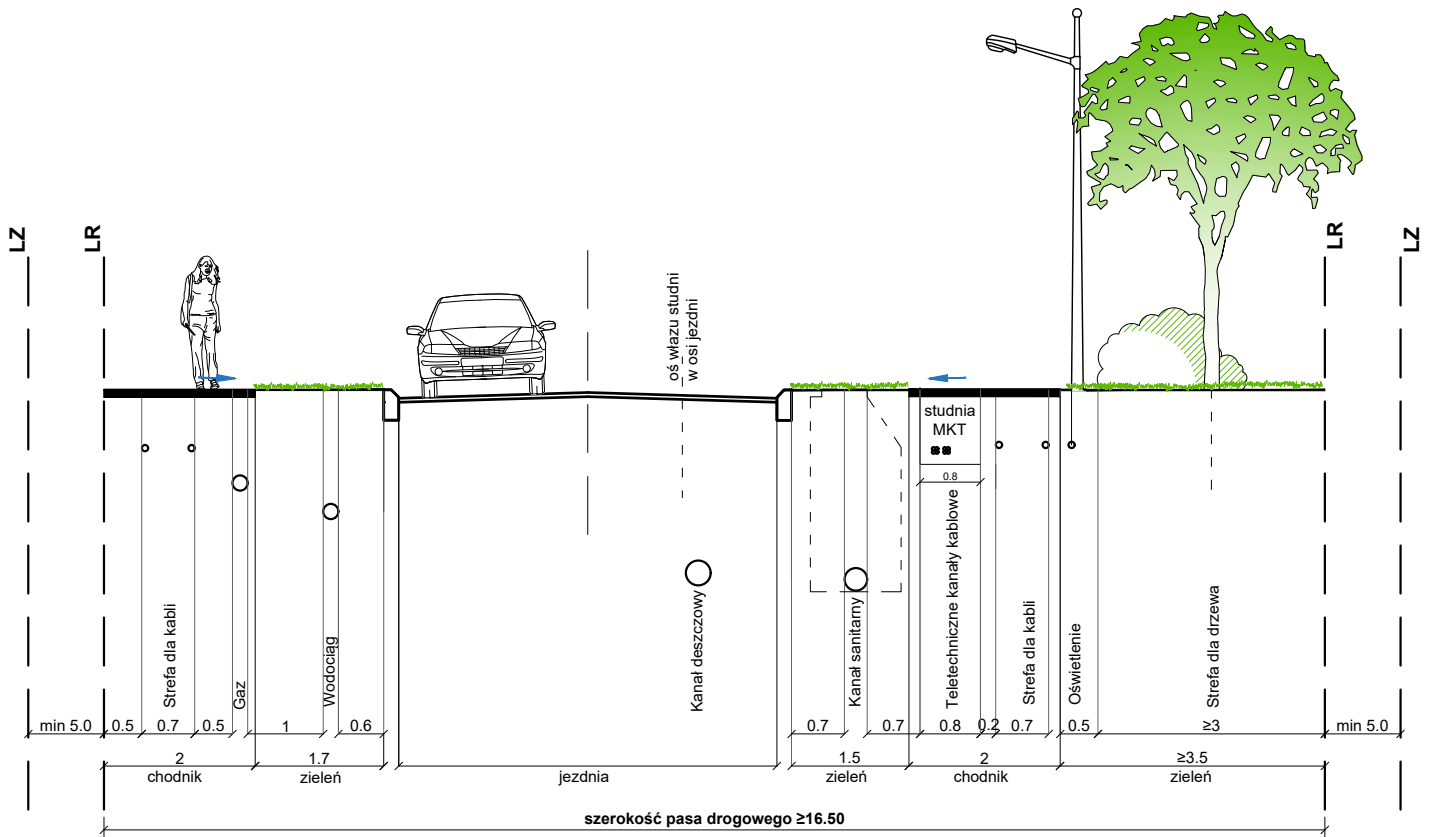 LZ
LR
LR
LZ
oś włazu studni
w osi jezdni
studnia
MKT
0.8
Strefa dla kabli
Gaz
Wodociąg
Kanał deszczowy
Kanał sanitarny
Teletechniczne kanały kablowe
Strefa dla kabli
Oświetlenie
Strefa dla drzewa
min 5.0
0.5
0.7
0.5
1
0.6
0.7
0.7
0.8
0.2
0.7
0.5
≥3
min 5.0
2
1.7
1.5
2
≥3.5
chodnik
zieleń
jezdnia
zieleń
chodnik
zieleń
szerokość pasa drogowego ≥16.50